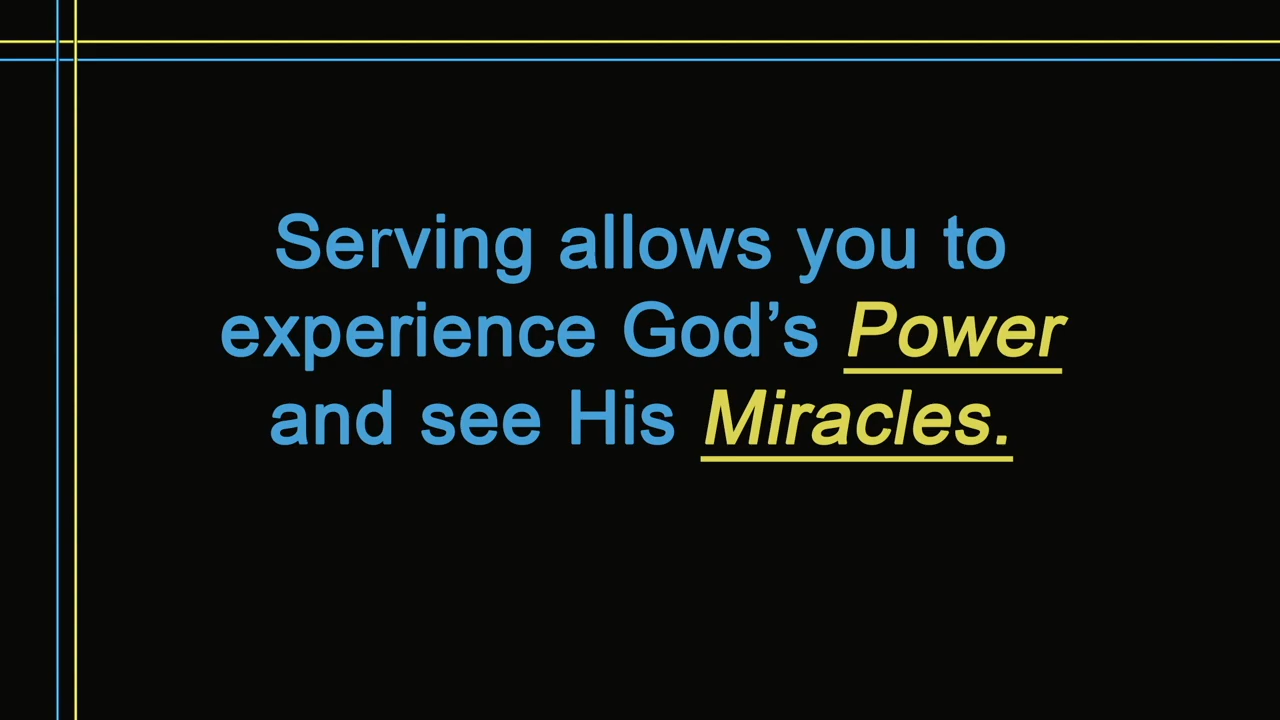 Serving allows you to
experience God’s Power
and see His Miracles.